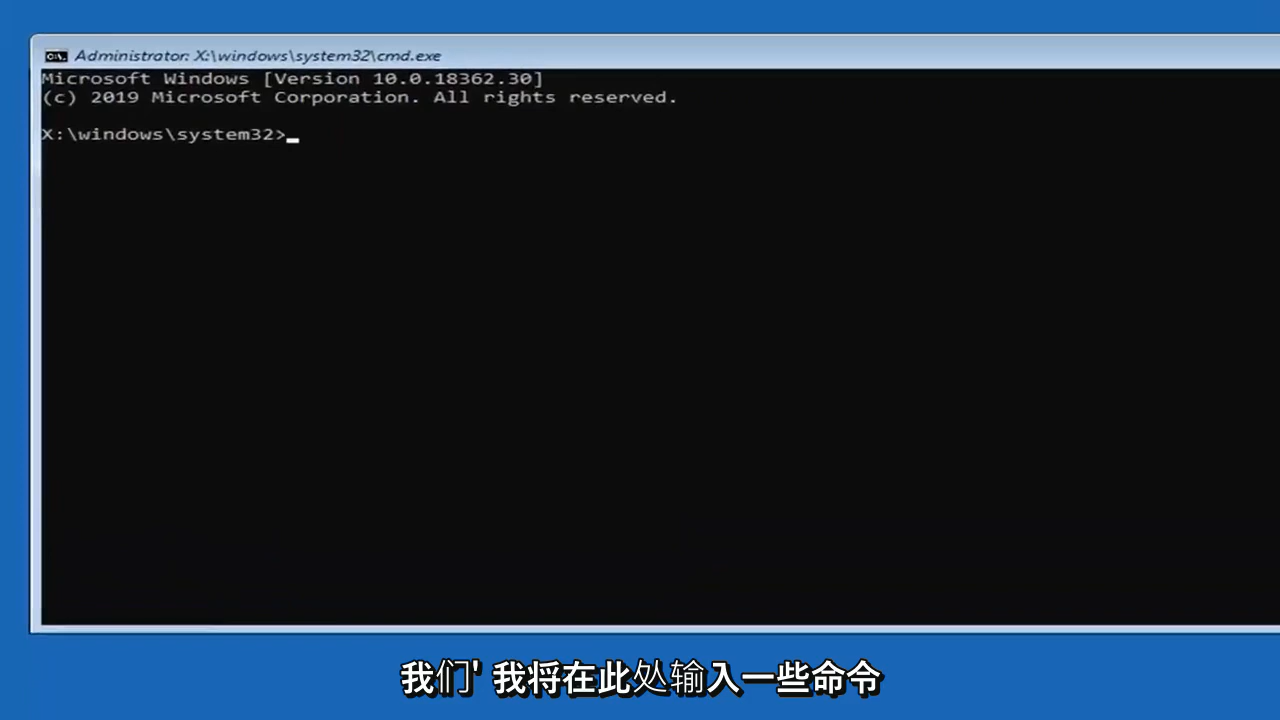 Administrator: X:\windows\system32\cmd.exe
Microsoft Windows [Version 10.0.18362.30]
(c) 2019 Microsoft Corporation. All rights reserved.
X:\windows\system32>
我们' 我将在此处输入一些命令